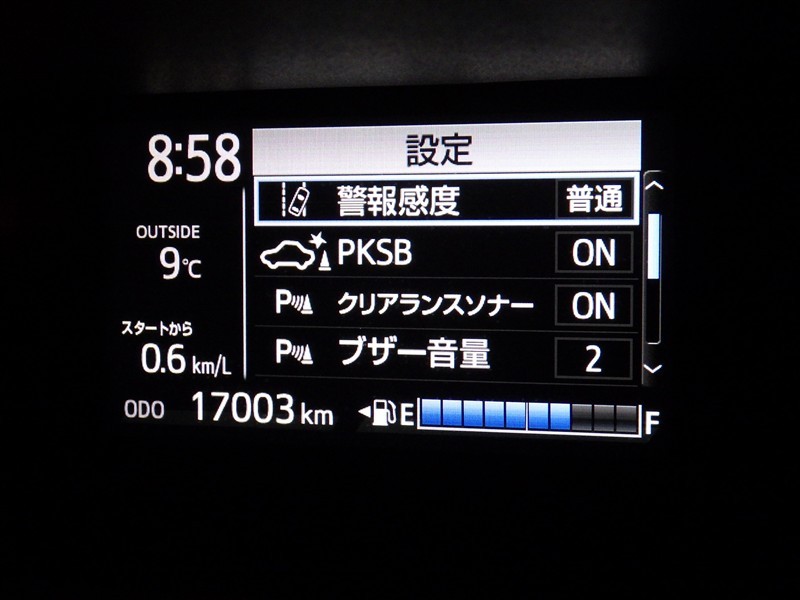 8:58
設定
警報感度 普通
OUTSIDE
9℃
PKSB ON
P クリアランスソナー ON
スタートから
0.6 km/L
P ブザー音量 2
ODO 17003 km
E F